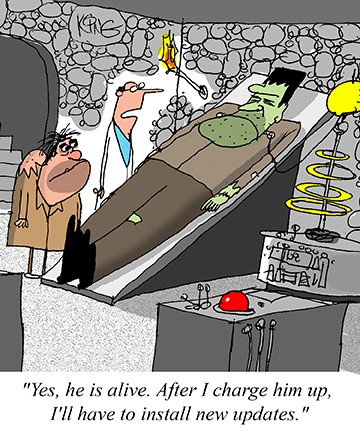 KING
"Yes, he is alive. After I charge him up,
I'll have to install new updates."